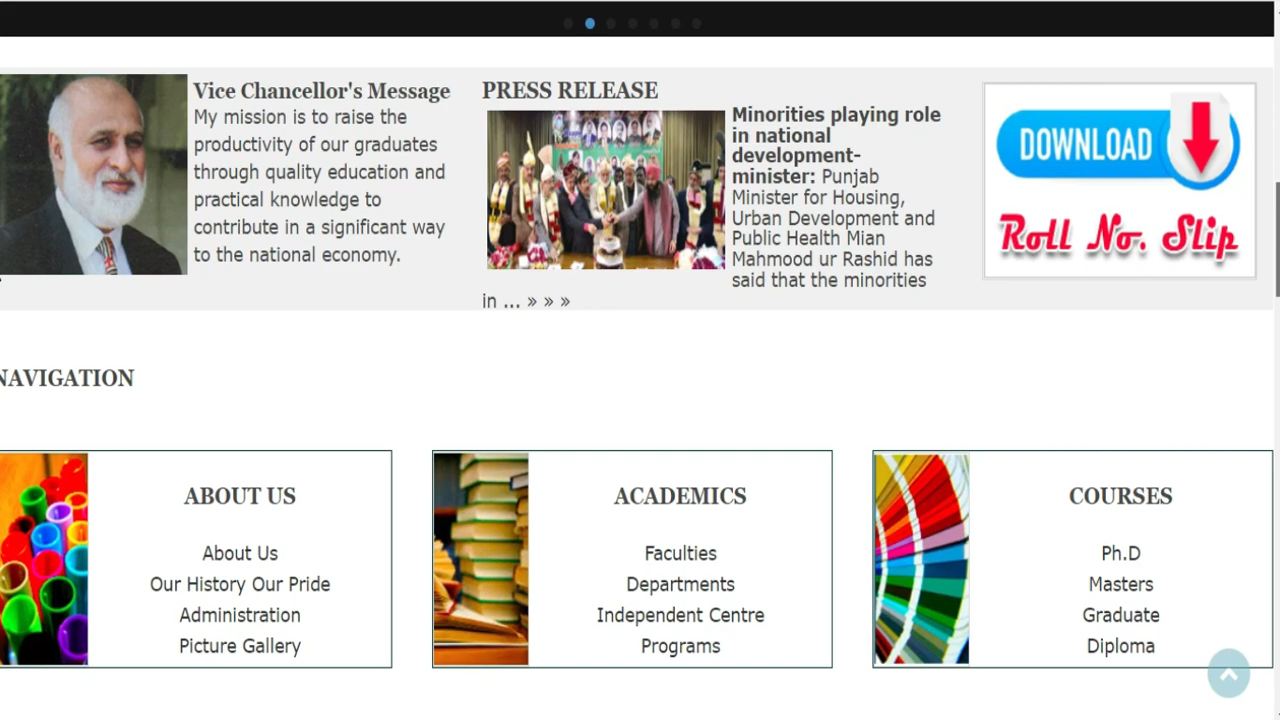 Vice Chancellor's Message
My mission is to raise the
productivity of our graduates
through quality education and
practical knowledge to
contribute in a significant way
to the national economy.
PRESS RELEASE
Minorities playing role
in national
development-
minister: Punjab
Minister for Housing,
Urban Development and
Public Health Mian
Mahmood ur Rashid has
said that the minorities
in ... » » »
DOWNLOAD
Roll No. Slip
NAVIGATION
ABOUT US
About Us
Our History Our Pride
Administration
Picture Gallery
ACADEMICS
Faculties
Departments
Independent Centre
Programs
COURSES
Ph.D
Masters
Graduate
Diploma